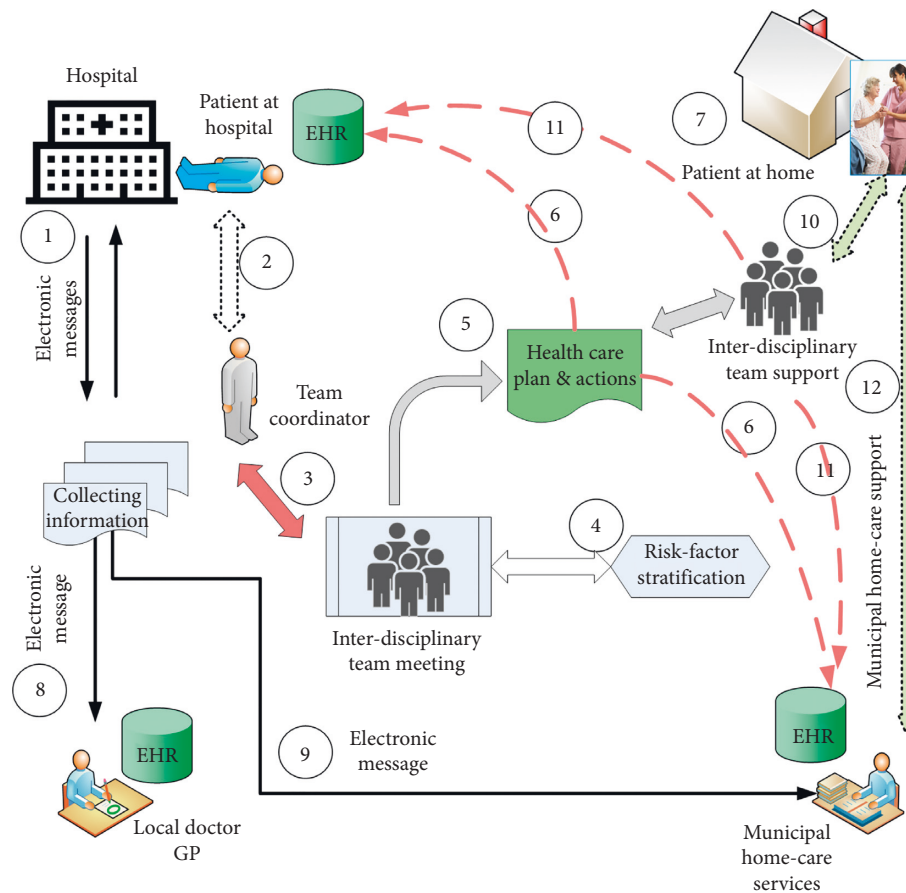 Hospital
Patient at
hospital
EHR
11
7
Patient at home
1
Electronic
messages
2
6
10
5
Health care
plan & actions
Inter-disciplinary
team support
12
Team
coordinator
6
11
Municipal home-care support
3
Collecting
information
4
Risk-factor
stratification
Electronic
message
Inter-disciplinary
team meeting
8
EHR
9
Electronic
message
EHR
Local doctor
GP
Municipal
home-care
services